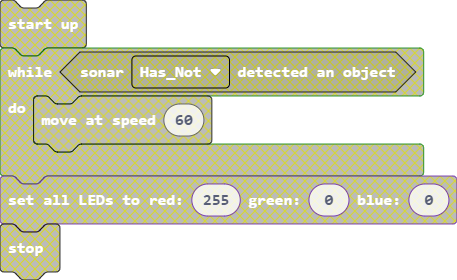 start up
while sonar Has_Not detected an object
do
move at speed 60
set all LEDs to red: 255 green: 0 blue: 0
stop